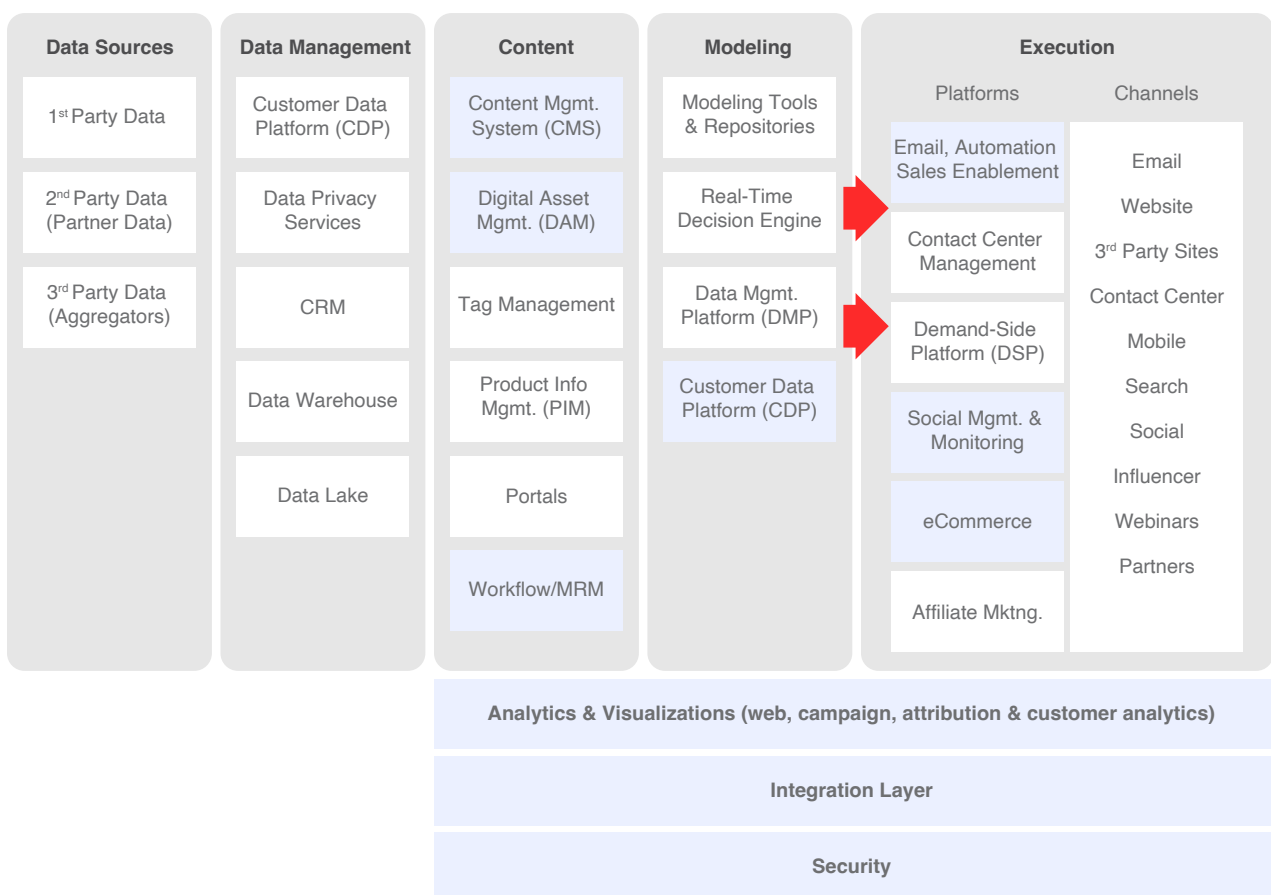 Data Sources
1st Party Data
2nd Party Data
(Partner Data)
3rd Party Data
(Aggregators)
Data Management
Customer Data
Platform (CDP)
Data Privacy
Services
CRM
Data Warehouse
Data Lake
Content
Content Mgmt.
System (CMS)
Digital Asset
Mgmt. (DAM)
Tag Management
Product Info
Mgmt. (PIM)
Portals
Workflow/MRM
Modeling
Modeling Tools
& Repositories
Real-Time
Decision Engine
Data Mgmt.
Platform (DMP)
Customer Data
Platform (CDP)
Execution
Platforms
Email, Automation
Sales Enablement
Contact Center
Management
Demand-Side
Platform (DSP)
Social Mgmt. &
Monitoring
eCommerce
Affiliate Mktng.
Channels
Email
Website
3rd Party Sites
Contact Center
Mobile
Search
Social
Influencer
Webinars
Partners
Analytics & Visualizations (web, campaign, attribution & customer analytics)
Integration Layer
Security